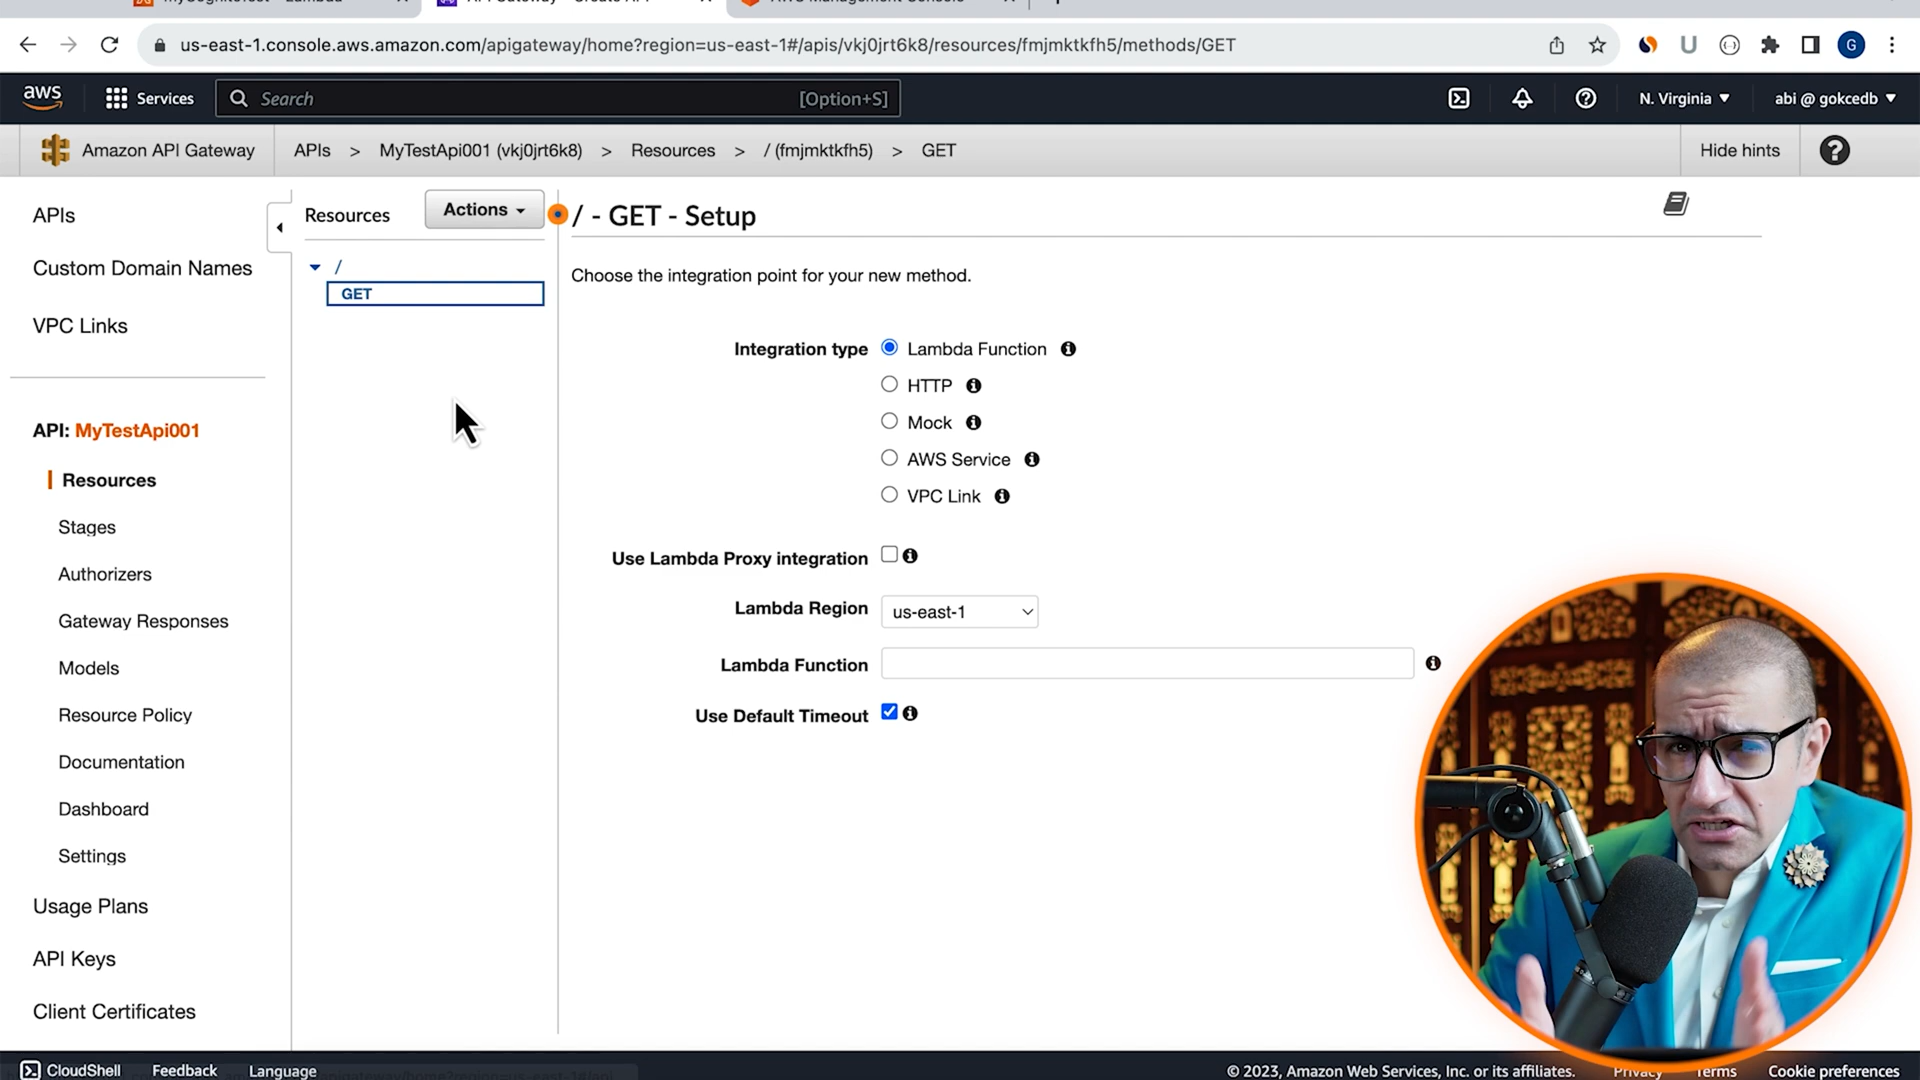 us-east-1.console.aws.amazon.com/apigateway/home?region=us-east-1#/apis/vkj0jrt6k8/resources/fmjmktkfh5/methods/GET
G
aws Services Search [Option+S] N. Virginia abi @ gokcedb
Amazon API Gateway APIs > MyTestApi001 (vkj0jrt6k8) > Resources > / (fmjmktkfh5) > GET Hide hints ?
APIs
Custom Domain Names
VPC Links
API: MyTestApi001
Resources
Stages
Authorizers
Gateway Responses
Models
Resource Policy
Documentation
Dashboard
Settings
Usage Plans
API Keys
Client Certificates
Resources Actions
/
GET
/ - GET - Setup
Choose the integration point for your new method.
Integration type Lambda Function
HTTP
Mock
AWS Service
VPC Link
Use Lambda Proxy integration
Lambda Region us-east-1
Lambda Function
Use Default Timeout
CloudShell Feedback Language © 2023, Amazon Web Services, Inc. or its affiliates. Privacy Terms Cookie preferences